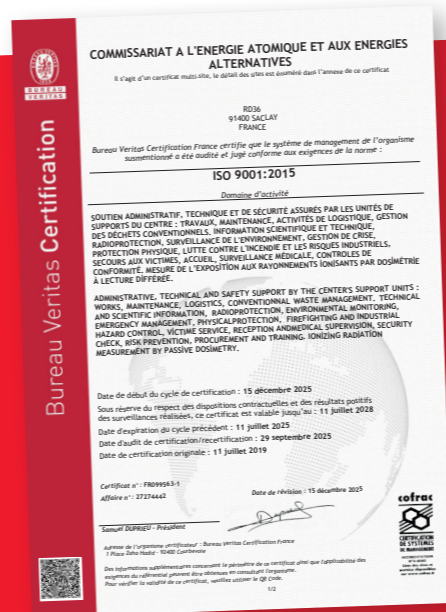 BUREAU
VERITAS
Bureau Veritas Certification
COMMISSARIAT A L'ENERGIE ATOMIQUE ET AUX ENERGIES
ALTERNATIVES
Il s'agit d'un certificat multi-site, le détail des sites est énuméré dans l'annexe de ce certificat
RD36
91400 SACLAY
FRANCE
Bureau Veritas Certification France certifie que le système de management de l'organisme
susmentionné a été audité et jugé conforme aux exigences de la norme :
ISO 9001:2015
Domaine d'activité
SOUTIEN ADMINISTRATIF, TECHNIQUE ET DE SÉCURITÉ ASSURÉS PAR LES UNITÉS DE
SUPPORTS DU CENTRE : TRAVAUX, MAINTENANCE, ACTIVITÉS DE LOGISTIQUE, GESTION
DES DÉCHETS CONVENTIONNELS. INFORMATION SCIENTIFIQUE ET TECHNIQUE,
RADIOPROTECTION, SURVEILLANCE DE L'ENVIRONNEMENT, GESTION DE CRISE,
PROTECTION PHYSIQUE, LUTTE CONTRE L'INCENDIE ET LES RISQUES INDUSTRIELS,
SECOURS AUX VICTIMES, ACCUEIL, SURVEILLANCE MÉDICALE, CONTROLES DE
CONFORMITÉ. MESURE DE L'EXPOSITION AUX RAYONNEMENTS IONISANTS PAR DOSIMÉTRIE
À LECTURE DIFFÉRÉE.
ADMINISTRATIVE, TECHNICAL AND SAFETY SUPPORT BY THE CENTER'S SUPPORT UNITS :
WORKS, MAINTENANCE, LOGISTICS, CONVENTIONNAL WASTE MANAGEMENT, TECHNICAL
AND SCIENTIFIC INFORMATION, RADIOPROTECTION, ENVIRONMENTAL MONITORING,
EMERGENCY MANAGEMENT, PHYSICALPROTECTION, FIREFIGHTING AND INDUSTRIAL
HAZARD CONTROL, VICTIME SERVICE, RECEPTION ANDMEDICAL SUPERVISION, SECURITY
CHECK, RISK PREVENTION, PROCUREMENT AND TRAINING. IONIZING RADIATION
MEASUREMENT BY PASSIVE DOSIMETRY.
Date de début du cycle de certification : 15 décembre 2025
Sous réserve du respect des dispositions contractuelles et des résultats positifs
des surveillances réalisées, ce certificat est valable jusqu'au : 11 juillet 2028
Date d'expiration du cycle précédent : 11 juillet 2025
Date d'audit de certification/recertification : 29 septembre 2025
Date de certification originale : 11 juillet 2019
Certificat n° : FR099563-1
Affaire n° : 27274442
Date de révision : 15 décembre 2025
Samuel DUPRIEU - Président
Adresse de l'organisme certificateur : Bureau Veritas Certification France
1 Place Zaha Hadid - 92400 Courbevoie
Des informations supplémentaires concernant le périmètre de ce certificat ainsi que l'applicabilité des
exigences du référentiel peuvent être obtenues en consultant l'organisme.
Pour vérifier la validité de ce certificat, veuillez utiliser le QR Code.
1/2
cofrac
CERTIFICATION
DE SYSTÈMES
DE MANAGEMENT